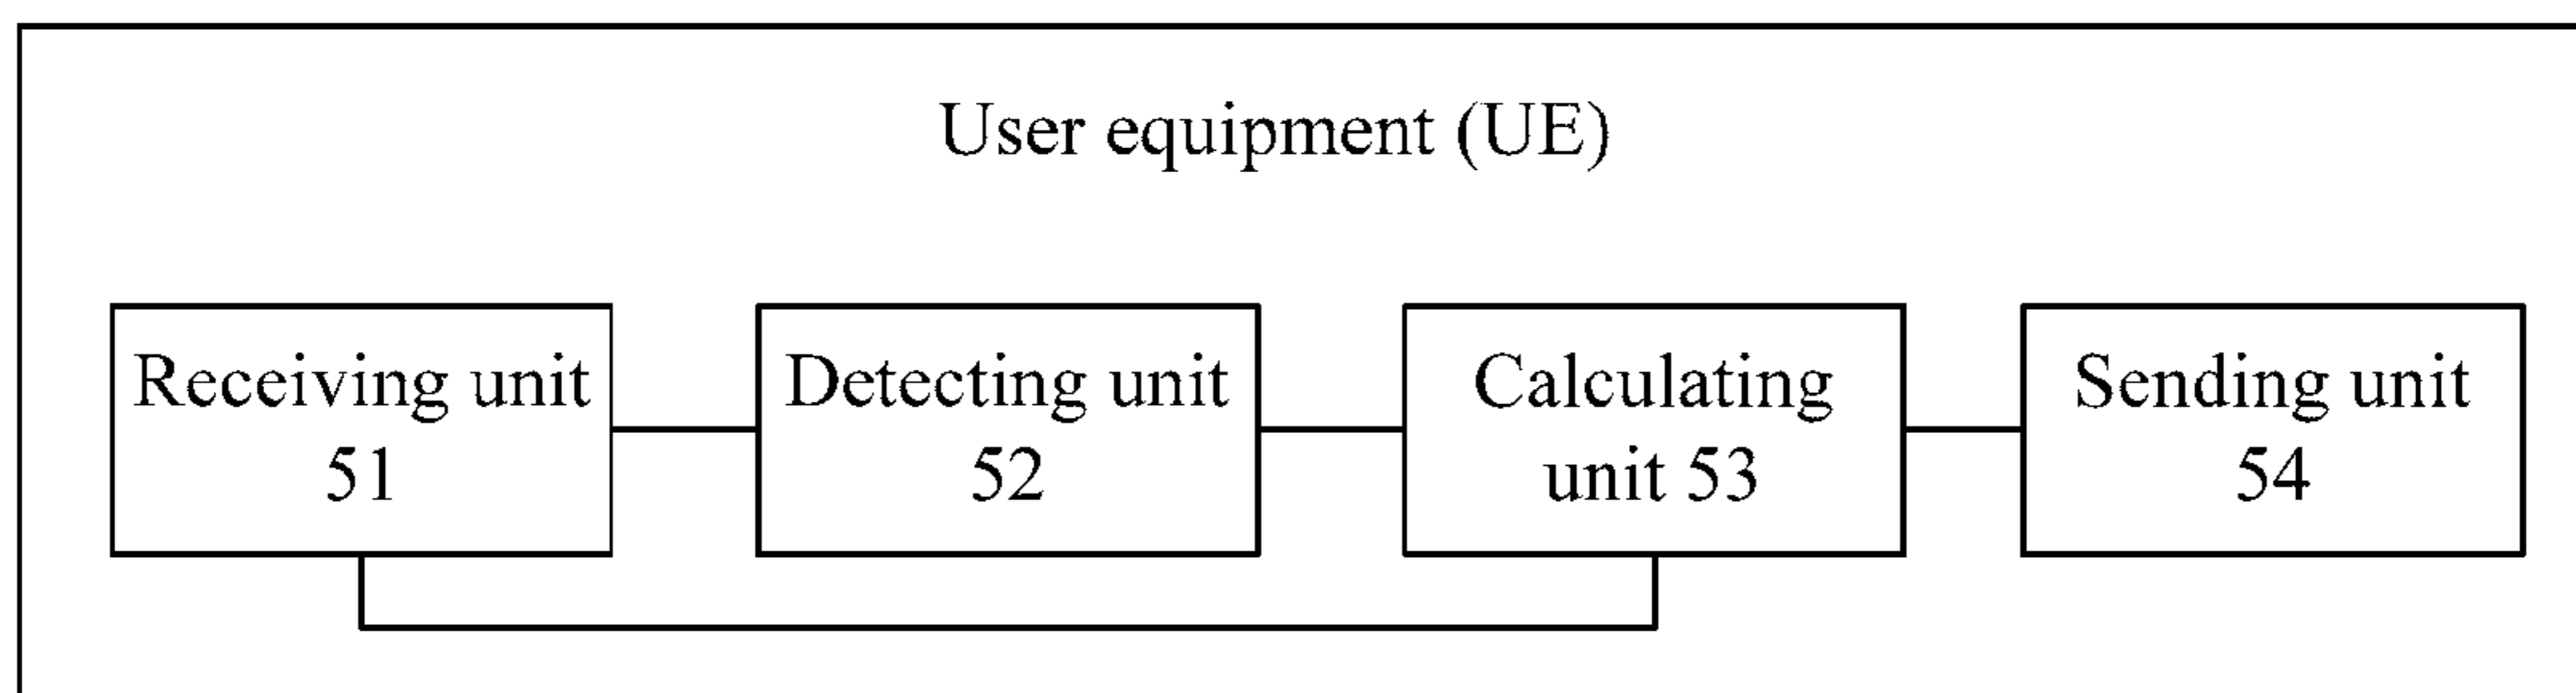 User equipment (UE)
Receiving unit
51
Detecting unit
52
Calculating
unit 53
Sending unit
54